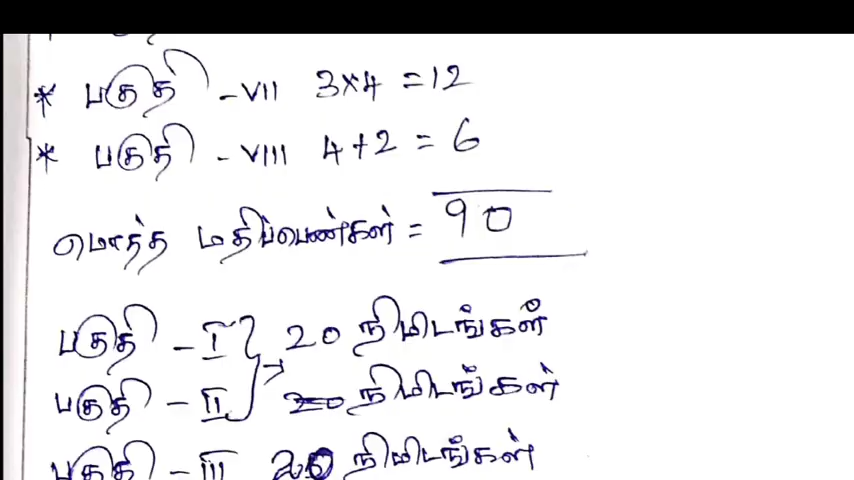 * பகுதி - VII 3×4 = 12
* பகுதி - VIII 4+2 = 6
மொத்த மதிப்பெண்கள் = 90
பகுதி - I } 20 நிமிடங்கள்
பகுதி - II 20 நிமிடங்கள்
பகுதி - III 20 நிமிடங்கள்